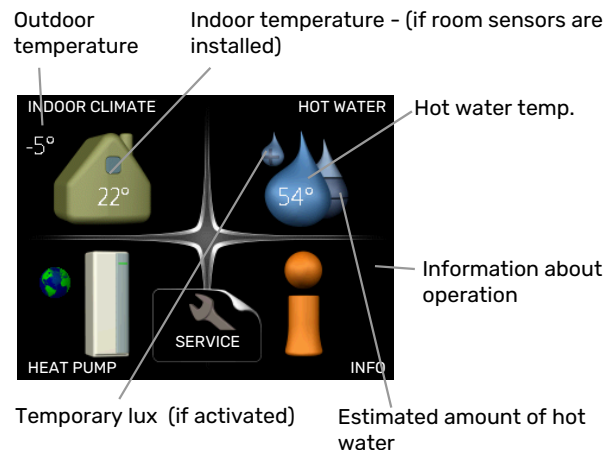 Outdoor
temperature
Indoor temperature - (if room sensors are
installed)
INDOOR CLIMATE
HOT WATER
-5°
22°
54°
Hot water temp.
Information about
operation
SERVICE
HEAT PUMP
INFO
Temporary lux (if activated)
Estimated amount of hot
water